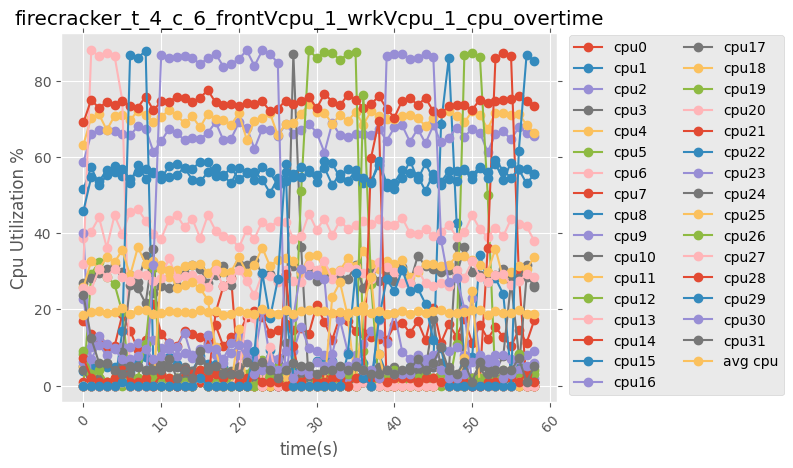 firecracker_t_4_c_6_frontVcpu_1_wrkVcpu_1_cpu_overtime
Cpu Utilization %
80
60
40
20
0
0
10
20
30
40
50
60
time(s)
cpu0
cpu1
cpu2
cpu3
cpu4
cpu5
cpu6
cpu7
cpu8
cpu9
cpu10
cpu11
cpu12
cpu13
cpu14
cpu15
cpu16
cpu17
cpu18
cpu19
cpu20
cpu21
cpu22
cpu23
cpu24
cpu25
cpu26
cpu27
cpu28
cpu29
cpu30
cpu31
avg cpu